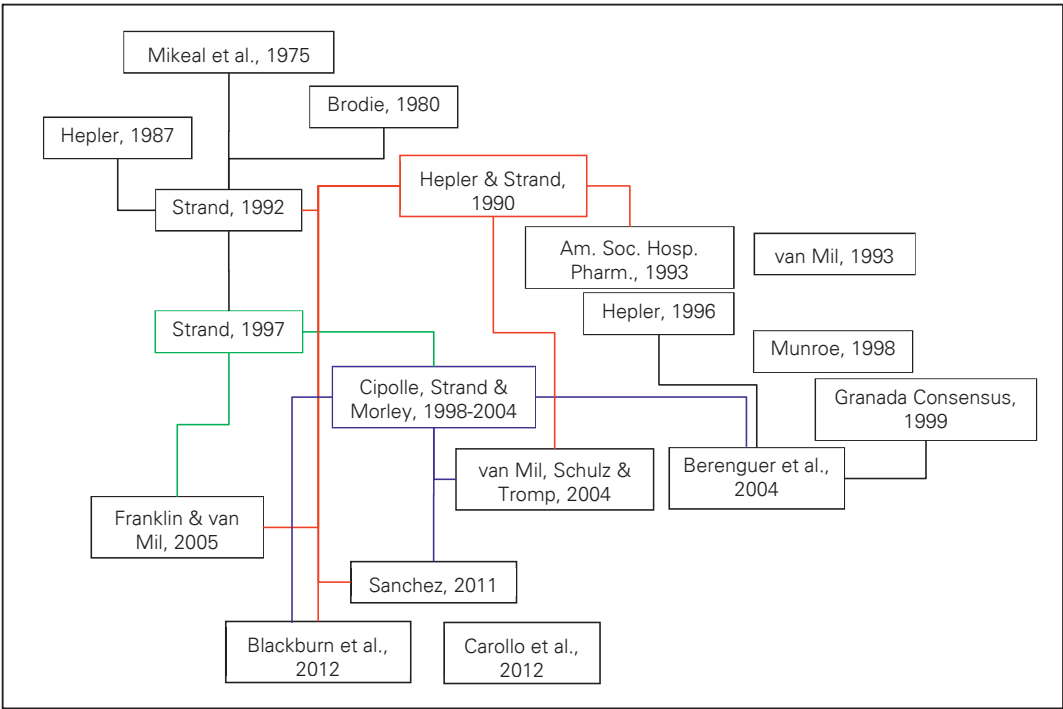 Mikeal et al., 1975
Brodie, 1980
Hepler, 1987
Hepler & Strand,
1990
Strand, 1992
Am. Soc. Hosp.
Pharm., 1993
van Mil, 1993
Hepler, 1996
Strand, 1997
Munroe, 1998
Cipolle, Strand &
Morley, 1998-2004
Granada Consensus,
1999
van Mil, Schulz &
Tromp, 2004
Berenguer et al.,
2004
Franklin & van
Mil, 2005
Sanchez, 2011
Blackburn et al.,
2012
Carollo et al.,
2012